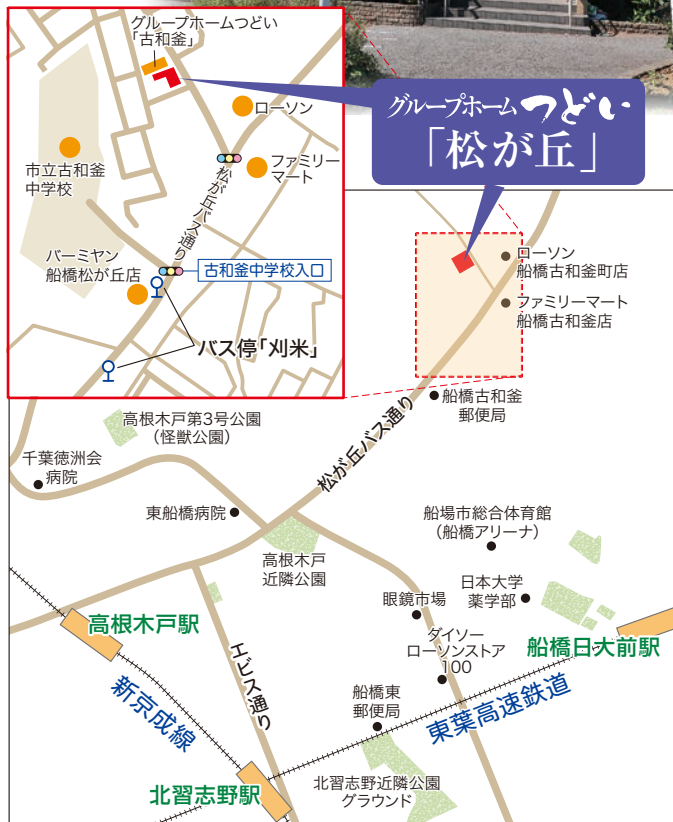 グループホームつどい
「古和釜」
ローソン
ファミリー
マート
市立古和釜
中学校
松が丘バス通り
バーミヤン
船橋松が丘店
古和釜中学校入口
バス停「刈米」
グループホームつどい
「松が丘」
ローソン
船橋古和釜町店
ファミリーマート
船橋古和釜店
船橋古和釜
郵便局
松が丘バス通り
高根木戸第3号公園
(怪獣公園)
千葉徳洲会
病院
東船橋病院
高根木戸
近隣公園
船場市総合体育館
(船橋アリーナ)
日本大学
薬学部
眼鏡市場
ダイソー
ローソンストア
100
高根木戸駅
船橋日大前駅
エビス通り
新京成線
船橋東
郵便局
東葉高速鉄道
北習志野駅
北習志野近隣公園
グラウンド